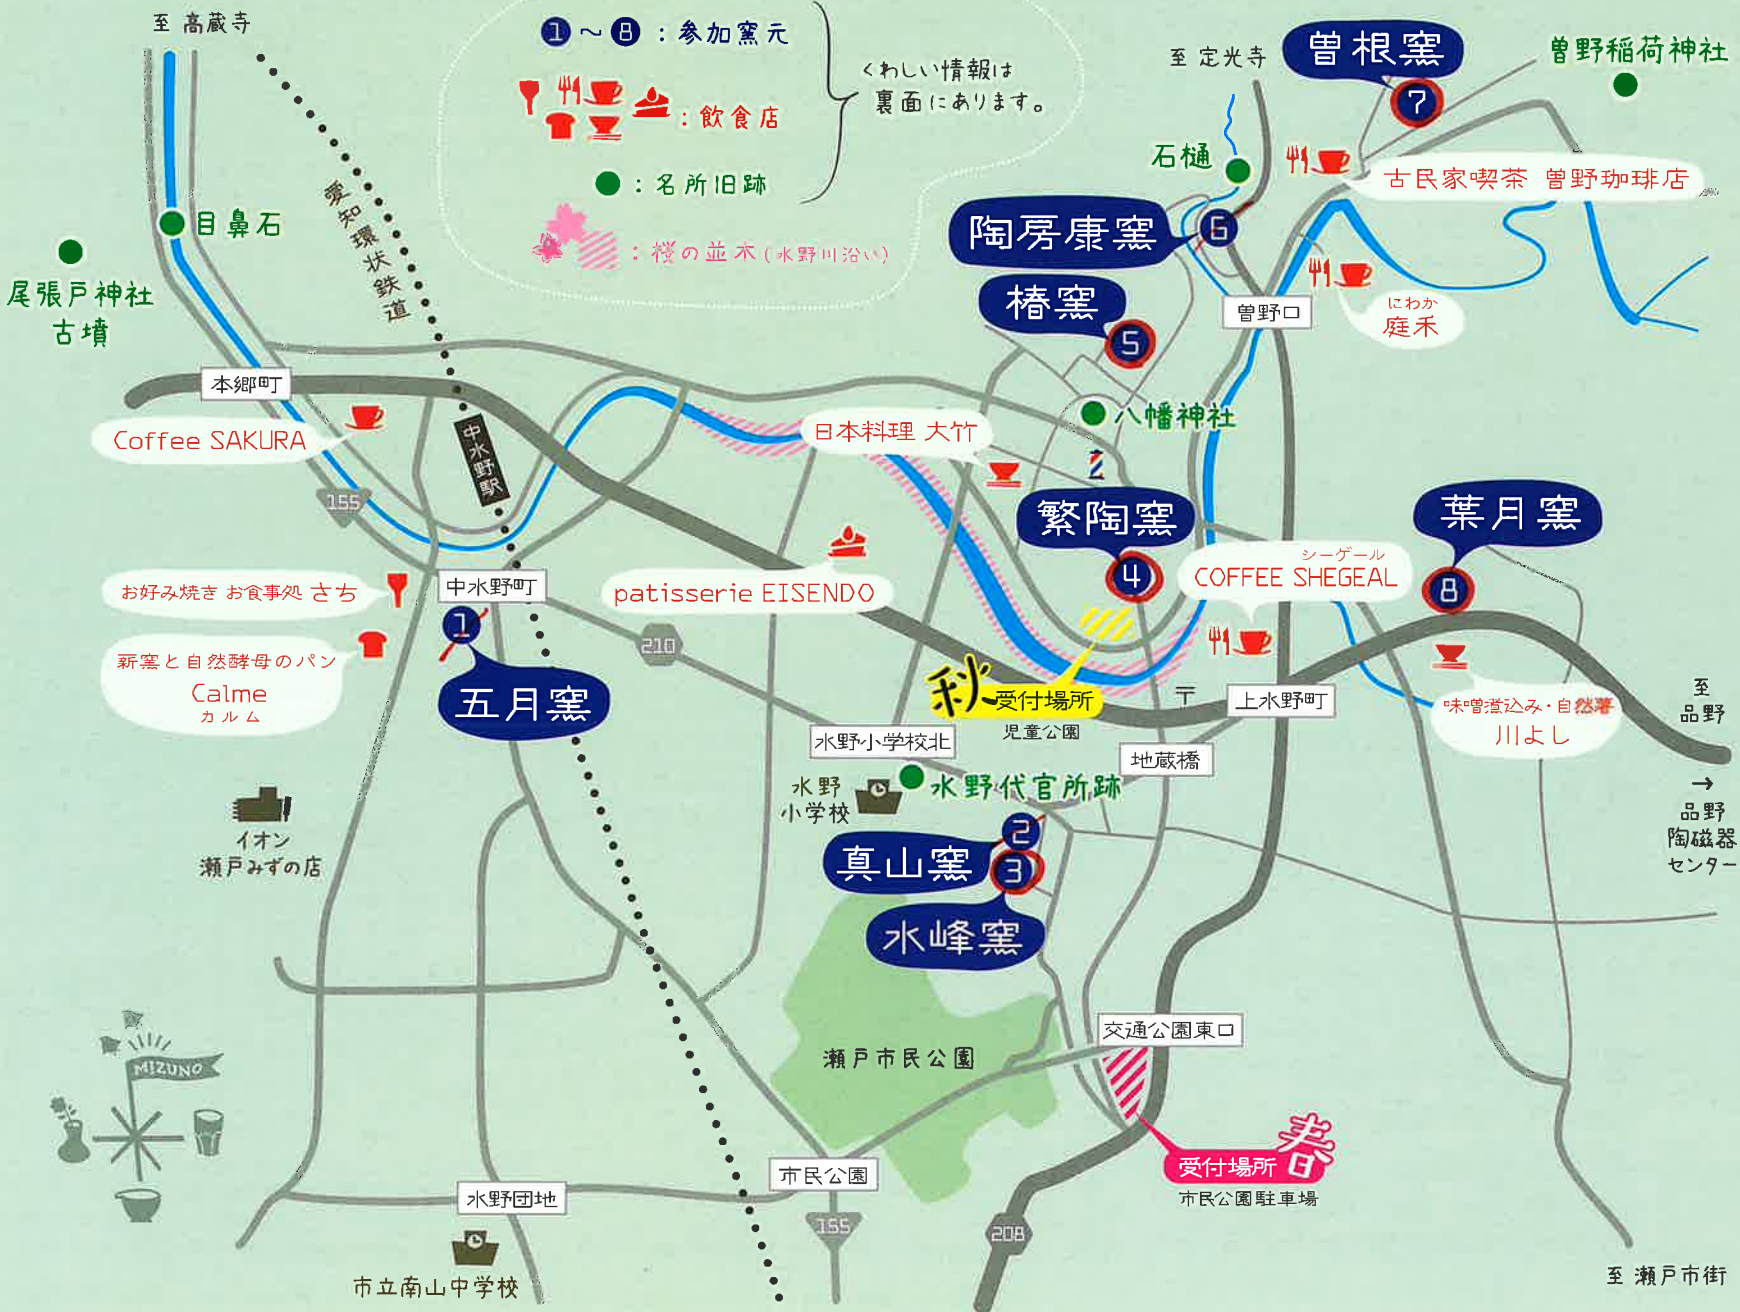 至 高蔵寺
1 ～ 8 : 参加窯元
: 飲食店
: 名所旧跡
: 桜の並木(水野川沿い)
くわしい情報は
裏面にあります。
至 定光寺
曽根窯
7
曽野稲荷神社
石樋
古民家喫茶 曽野珈琲店
陶房康窯
6
椿窯
5
曽野口
にわか
庭禾
目鼻石
尾張戸神社
古墳
愛知環状鉄道
本郷町
Coffee SAKURA
中水野駅
155
日本料理 大竹
八幡神社
繁陶窯
4
葉月窯
8
シーゲール
COFFEE SHEGEAL
patisserie EISENDO
お好み焼き お食事処 さち
中水野町
1
五月窯
薪窯と自然酵母のパン
Calme
カルム
210
秋 受付場所
児童公園
〒
上水野町
味噌煮込み・自然薯
川よし
至
品野
→
品野
陶磁器
センター
水野小学校北
地蔵橋
水野
小学校
水野代官所跡
イオン
瀬戸みずの店
2
真山窯
3
水峰窯
MIZUNO
瀬戸市民公園
交通公園東口
受付場所 春
市民公園駐車場
市民公園
水野団地
155
208
市立南山中学校
至 瀬戸市街